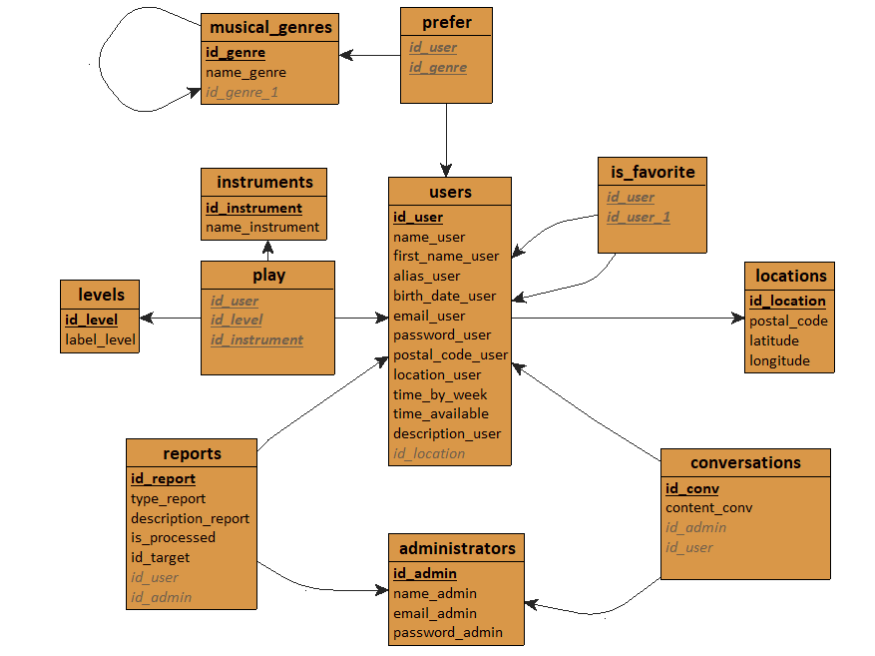 musical_genres
id_genre
name_genre
id_genre_1
prefer
id_user
id_genre
instruments
id_instrument
name_instrument
users
id_user
name_user
first_name_user
alias_user
birth_date_user
email_user
password_user
postal_code_user
location_user
time_by_week
time_available
description_user
id_location
is_favorite
id_user
id_user_1
play
id_user
id_level
id_instrument
levels
id_level
label_level
locations
id_location
postal_code
latitude
longitude
reports
id_report
type_report
description_report
is_processed
id_target
id_user
id_admin
conversations
id_conv
content_conv
id_admin
id_user
administrators
id_admin
name_admin
email_admin
password_admin